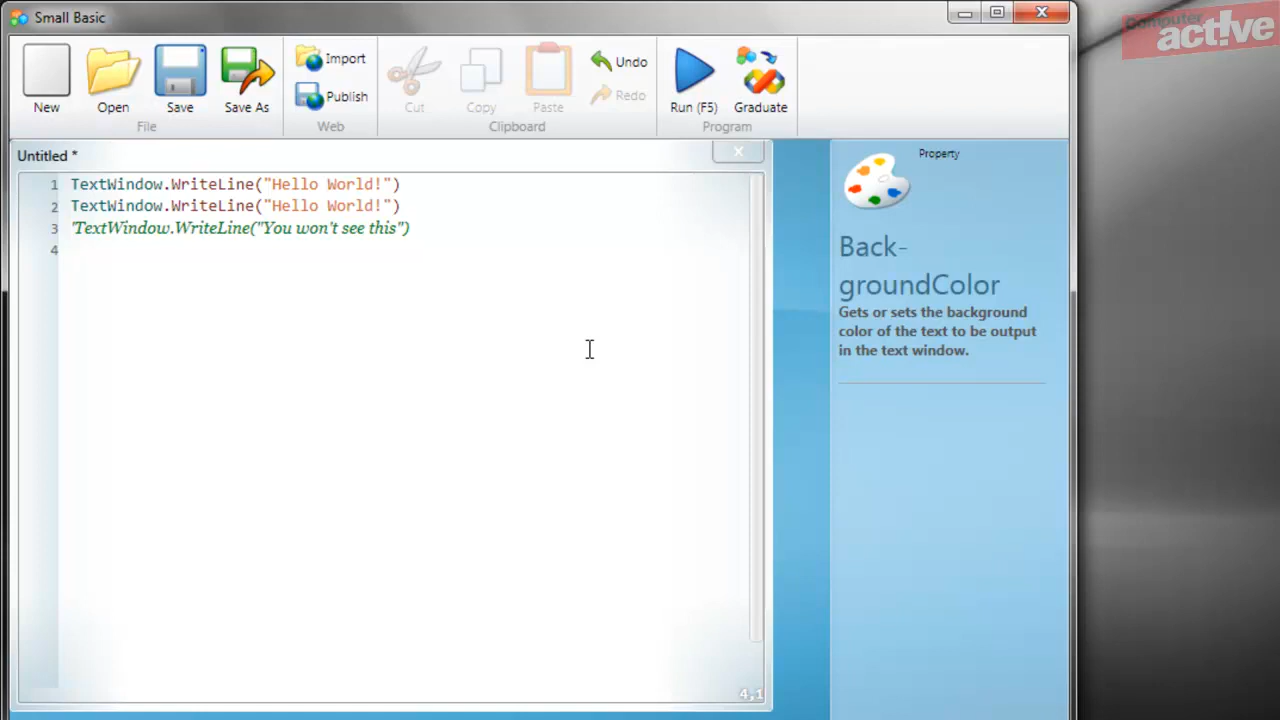 Small Basic
Computer
act!ve
New
Open
Save
Save As
Import
Publish
Cut
Copy
Paste
Undo
Redo
Run (F5)
Graduate
File
Web
Clipboard
Program
Untitled *
1 TextWindow.WriteLine("Hello World!")
2 TextWindow.WriteLine("Hello World!")
3 'TextWindow.WriteLine("You won't see this")
4
4,1
Property
Back-
groundColor
Gets or sets the background
color of the text to be output
in the text window.